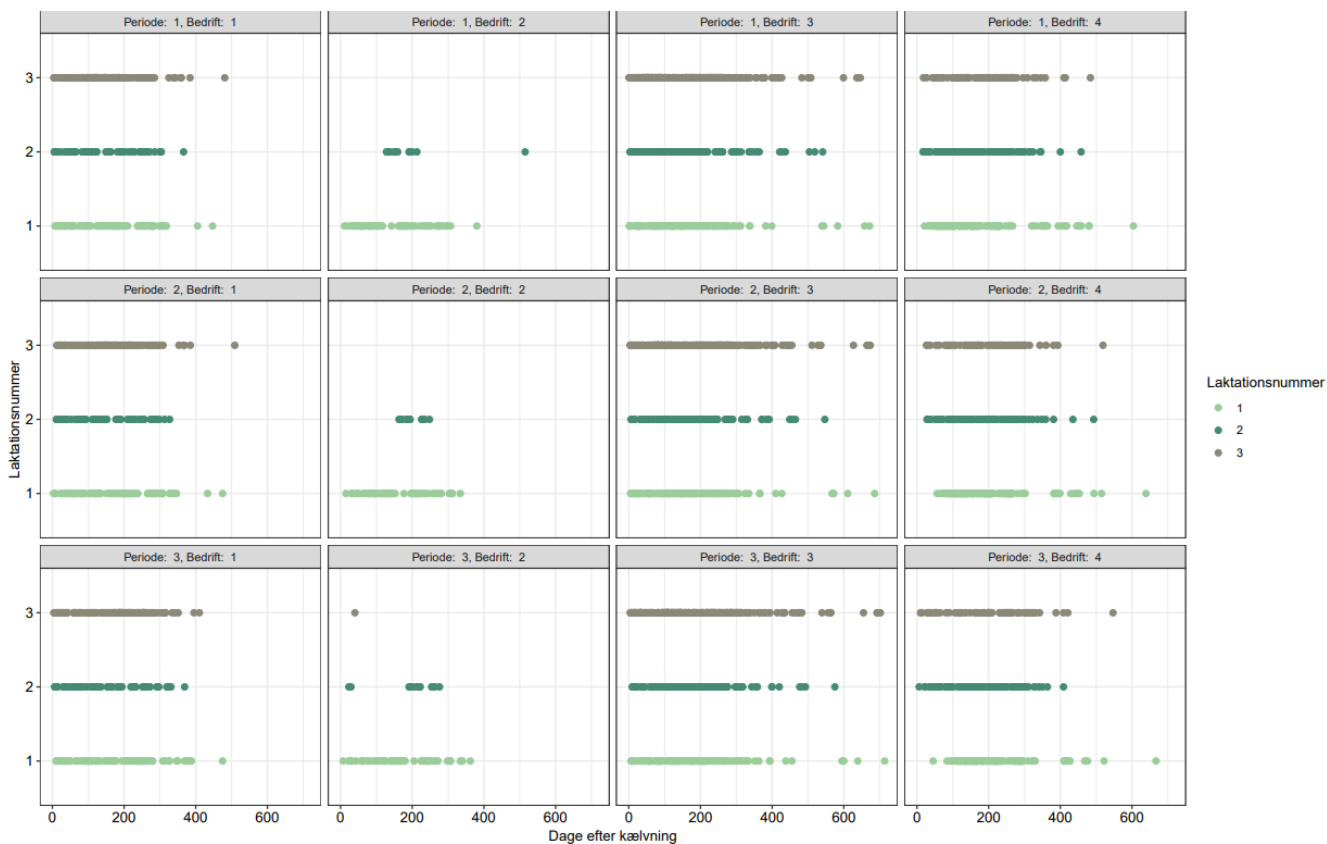 Periode: 1, Bedrift: 1
Periode: 1, Bedrift: 2
Periode: 1, Bedrift: 3
Periode: 1, Bedrift: 4
3
2
1
Periode: 2, Bedrift: 1
Periode: 2, Bedrift: 2
Periode: 2, Bedrift: 3
Periode: 2, Bedrift: 4
3
2
1
Laktationsnummer
Laktationsnummer
1
2
3
Periode: 3, Bedrift: 1
Periode: 3, Bedrift: 2
Periode: 3, Bedrift: 3
Periode: 3, Bedrift: 4
3
2
1
0 200 400 600
0 200 400 600
0 200 400 600
0 200 400 600
Dage efter kælvning